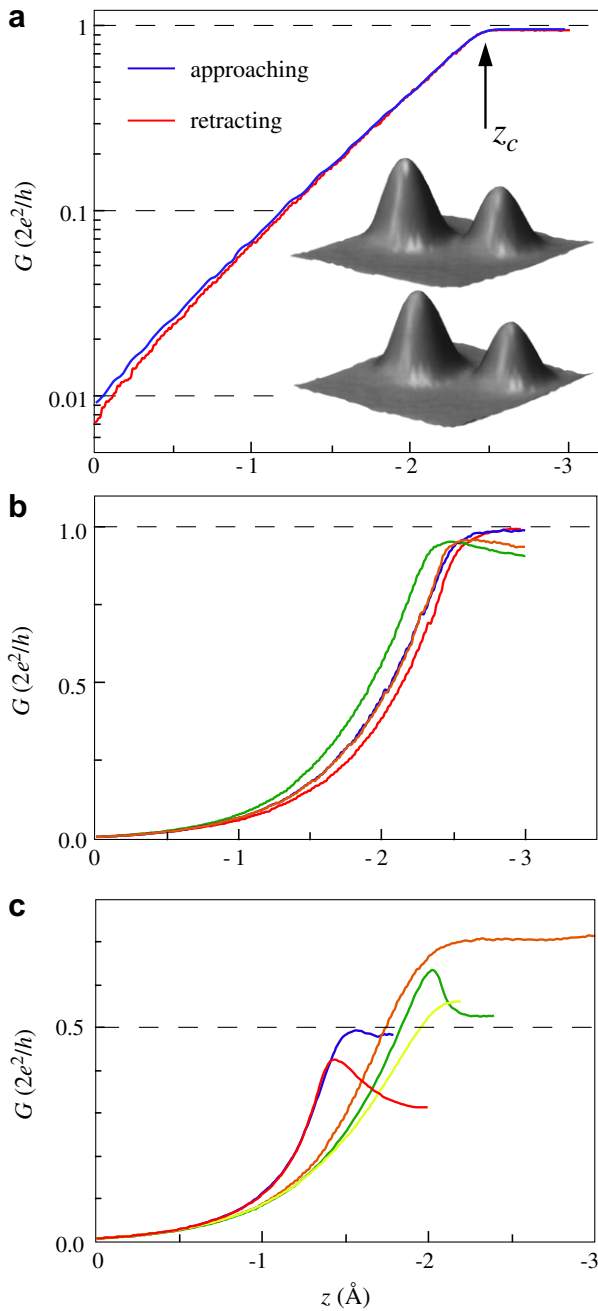 a
1
approaching
retracting
z_c
0.1
G (2e²/h)
0.01
0 -1 -2 -3
b
1.0
G (2e²/h)
0.5
0.0
0 -1 -2 -3
c
0.5
G (2e²/h)
0.0
0 -1 -2 -3
z (Å)